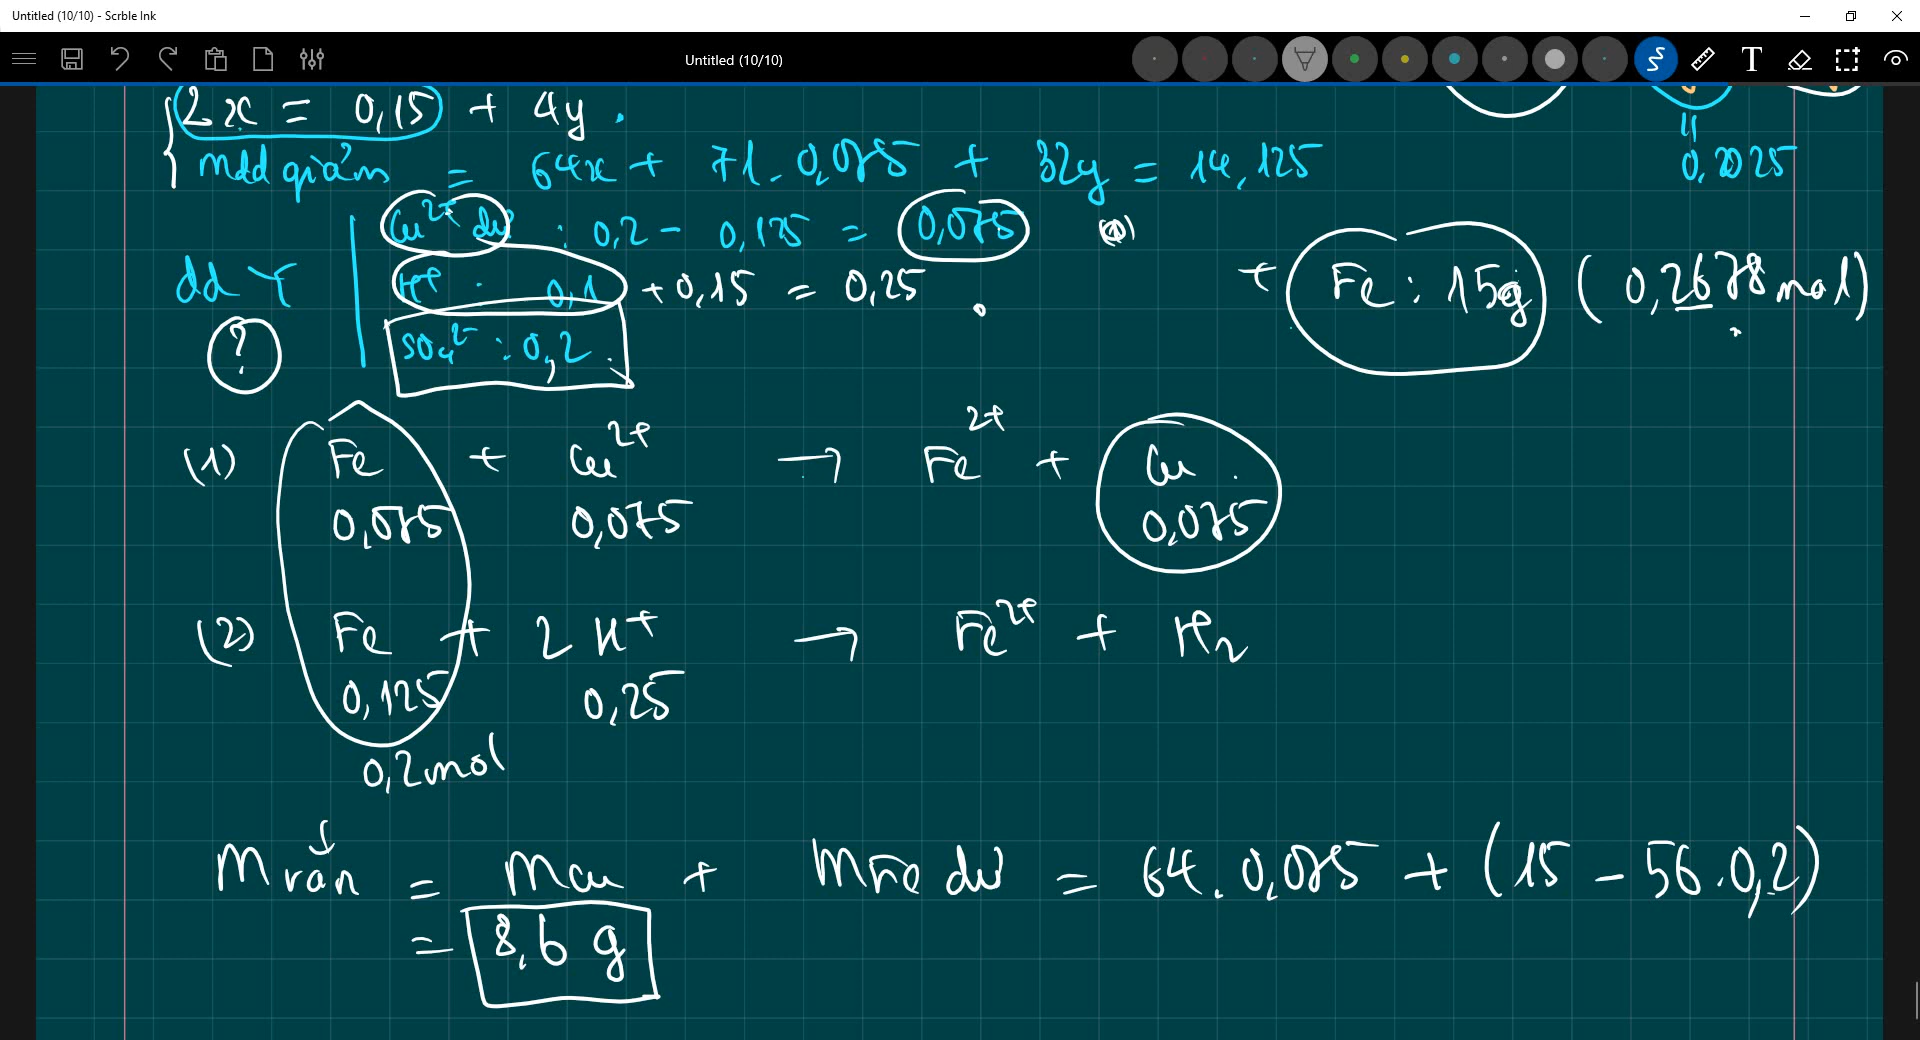 Untitled (10/10) - Scrble Ink
Untitled (10/10)
2x = 0,15 + 4y.
mdd giảm = 64x + 71. 0,075 + 32y = 14,125
0,2025
Cu²⁺ dư : 0,2 - 0,125 = 0,075
dd Y
H⁺ : 0,1 + 0,15 = 0,25
+ Fe : 15g (0,2678 mol)
?
SO₄²⁻ : 0,2
(1) Fe + Cu²⁺ → Fe²⁺ + Cu
0,075 0,075 0,075
(2) Fe + 2H⁺ → Fe²⁺ + H₂
0,125 0,25
0,2 mol
m rắn = mCu + mFe dư = 64. 0,075 + (15 - 56.0,2)
= 8,6 g